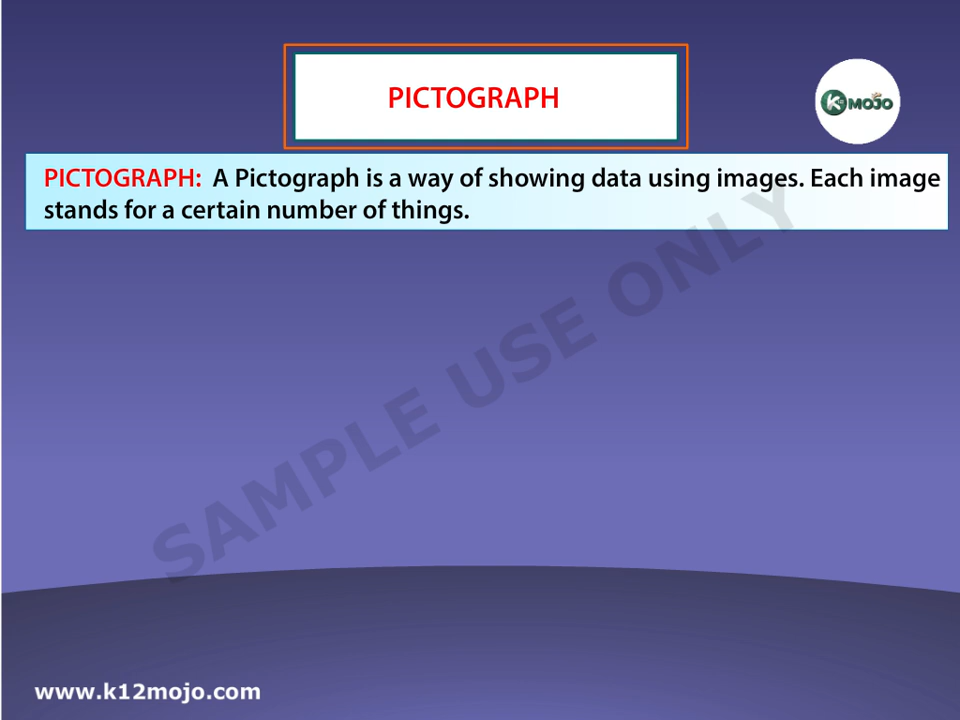 PICTOGRAPH
K12 MOJO
PICTOGRAPH: A Pictograph is a way of showing data using images. Each image
stands for a certain number of things.
SAMPLE USE ONLY
www.k12mojo.com